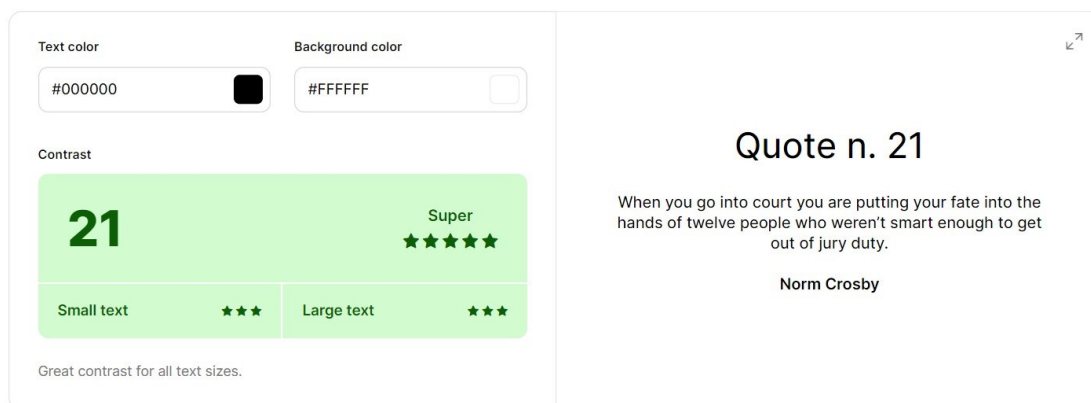 Text color
Background color
#000000
#FFFFFF
Contrast
21
Super
Small text
Large text
Great contrast for all text sizes.
Quote n. 21
When you go into court you are putting your fate into the
hands of twelve people who weren’t smart enough to get
out of jury duty.
Norm Crosby